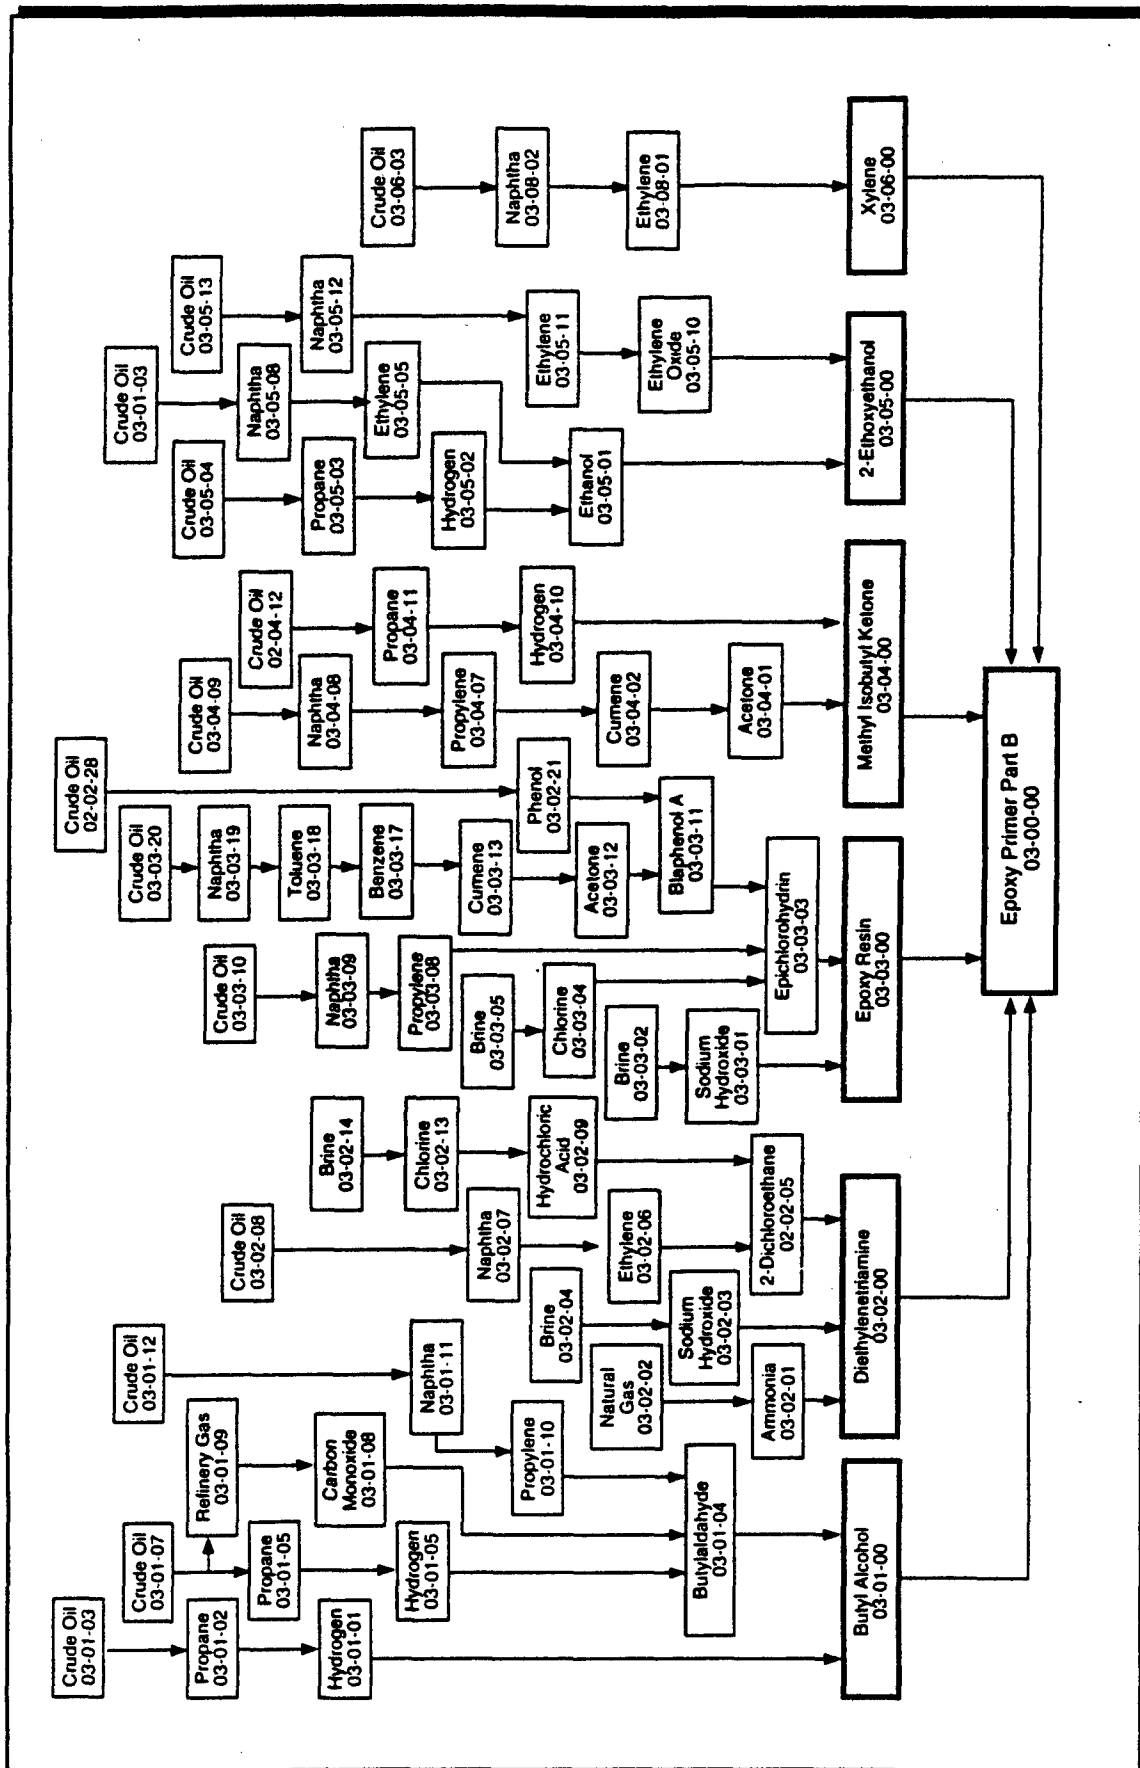 Crude Oil
03-01-03
Propane
03-01-02
Hydrogen
03-01-01
Crude Oil
03-01-07
Refinery Gas
03-01-09
Propane
03-01-05
Carbon
Monoxide
03-01-08
Hydrogen
03-01-05
Crude Oil
03-01-12
Naphtha
03-01-11
Propylene
03-01-10
Butylaldahyde
03-01-04
Butyl Alcohol
03-01-00
Crude Oil
03-02-08
Naphtha
03-02-07
Ethylene
03-02-06
Brine
03-02-14
Chlorine
03-02-13
Hydrochloric
Acid
03-02-09
Brine
03-02-04
Sodium
Hydroxide
03-02-03
Natural
Gas
03-02-02
Ammonia
03-02-01
2-Dichloroethane
02-02-05
Diethylenetriamine
03-02-00
Crude Oil
03-03-10
Naphtha
03-03-09
Propylene
03-03-08
Brine
03-03-05
Chlorine
03-03-04
Brine
03-03-02
Sodium
Hydroxide
03-03-01
Crude Oil
03-03-20
Naphtha
03-03-19
Toluene
03-03-18
Benzene
03-03-17
Cumene
03-03-13
Acetone
03-03-12
Crude Oil
02-02-28
Phenol
03-02-21
Blaphenol A
03-03-11
Epichlorohydrin
03-03-03
Epoxy Resin
03-03-00
Crude Oil
03-04-09
Naphtha
03-04-08
Propylene
03-04-07
Cumene
03-04-02
Acetone
03-04-01
Crude Oil
02-04-12
Propane
03-04-11
Hydrogen
03-04-10
Methyl Isobutyl Ketone
03-04-00
Crude Oil
03-05-04
Propane
03-05-03
Hydrogen
03-05-02
Crude Oil
03-01-03
Naphtha
03-05-08
Ethylene
03-05-05
Ethanol
03-05-01
Crude Oil
03-05-13
Naphtha
03-05-12
Ethylene
03-05-11
Ethylene
Oxide
03-05-10
2-Ethoxyethanol
03-05-00
Crude Oil
03-06-03
Naphtha
03-08-02
Ethylene
03-08-01
Xylene
03-06-00
Epoxy Primer Part B
03-00-00